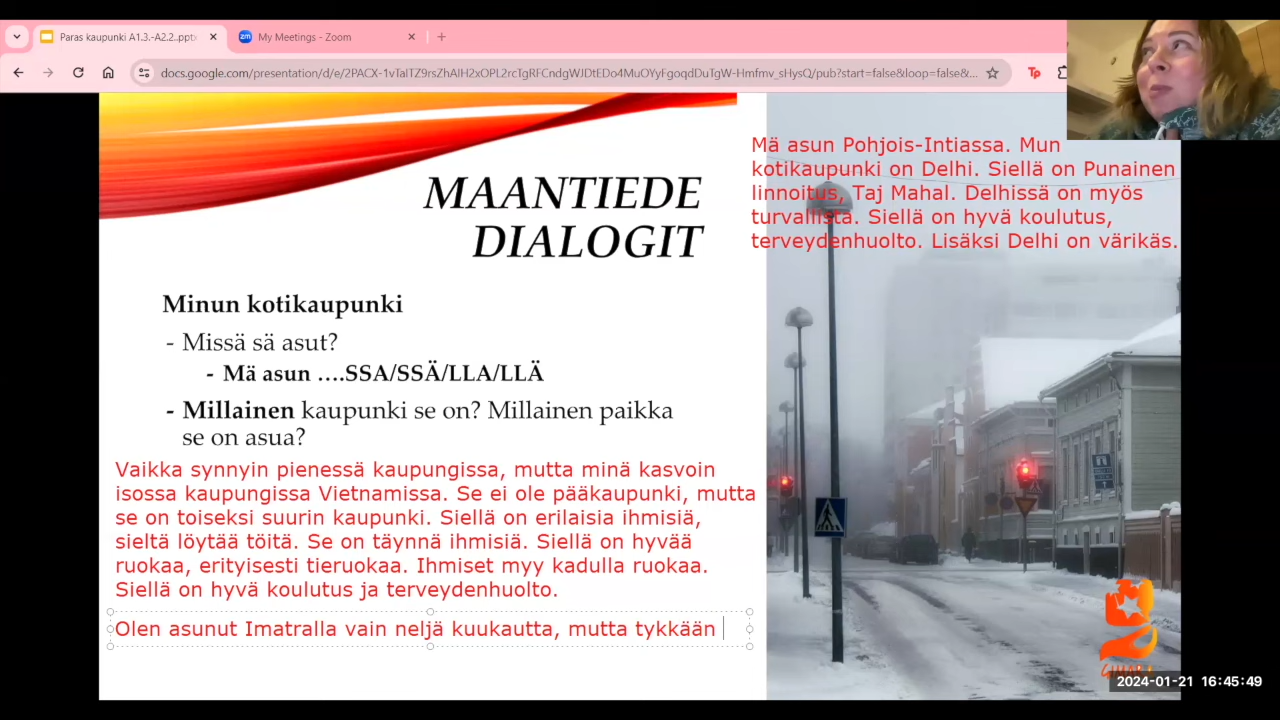 Paras kaupunki A1.3.-A2.2..pptx
My Meetings - Zoom
docs.google.com/presentation/d/e/2PACX-1vTaITZ9rsZhAIH2xOPL2rcTgRFCndgWJDtEDo4MuOYyFgoqdDuTgW-Hmfmv_sHysQ/pub?start=false&loop=false&...
Tp
MAANTIEDE
DIALOGIT
Minun kotikaupunki
- Missä sä asut?
- Mä asun ….SSA/SSÄ/LLA/LLÄ
- Millainen kaupunki se on? Millainen paikka
se on asua?
Vaikka synnyin pienessä kaupungissa, mutta minä kasvoin
isossa kaupungissa Vietnamissa. Se ei ole pääkaupunki, mutta
se on toiseksi suurin kaupunki. Siellä on erilaisia ihmisiä,
sieltä löytää töitä. Se on täynnä ihmisiä. Siellä on hyvää
ruokaa, erityisesti tieruokaa. Ihmiset myy kadulla ruokaa.
Siellä on hyvä koulutus ja terveydenhuolto.
Olen asunut Imatralla vain neljä kuukautta, mutta tykkään
Mä asun Pohjois-Intiassa. Mun
kotikaupunki on Delhi. Siellä on Punainen
linnoitus, Taj Mahal. Delhissä on myös
turvallista. Siellä on hyvä koulutus,
terveydenhuolto. Lisäksi Delhi on värikäs.
2024-01-21 16:45:49